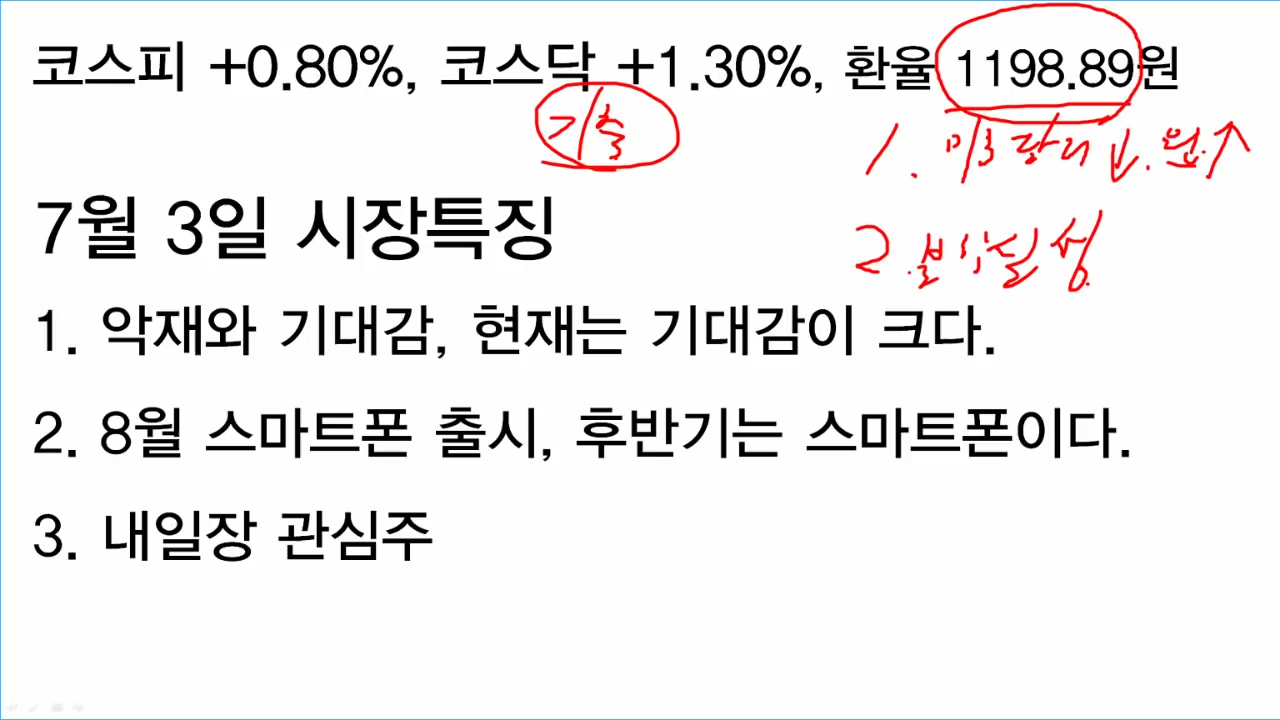 코스피 +0.80%, 코스닥 +1.30%, 환율 1198.89원
기술
1. 미국 달러 ↓. 원 ↑
2. 불확실성
7월 3일 시장특징
1. 악재와 기대감, 현재는 기대감이 크다.
2. 8월 스마트폰 출시, 후반기는 스마트폰이다.
3. 내일장 관심주